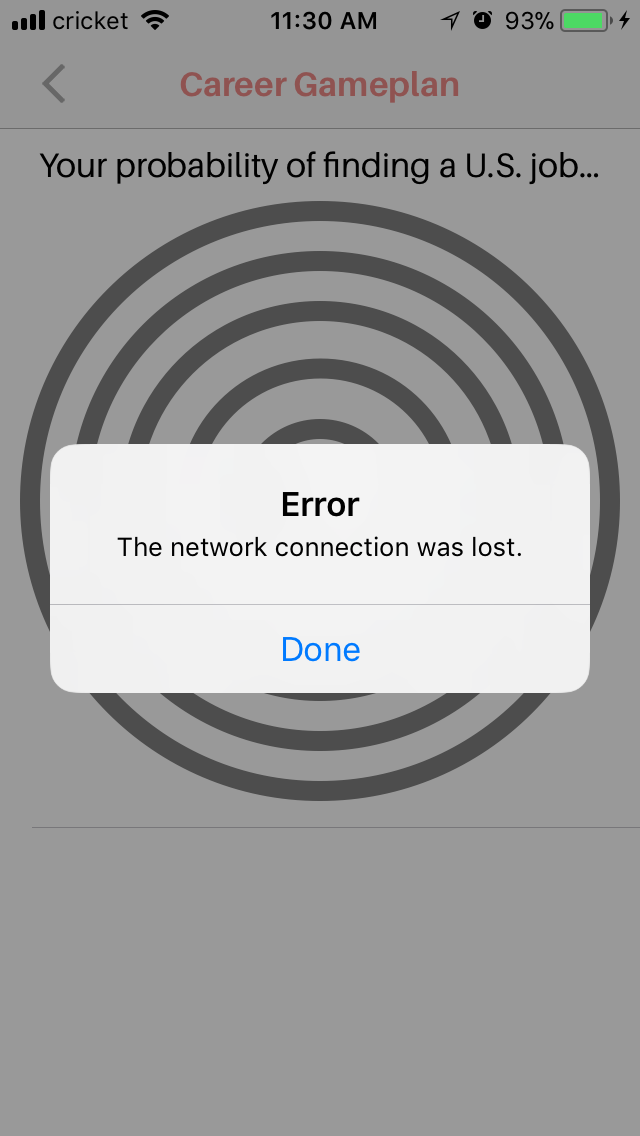 cricket 11:30 AM 93%
Career Gameplan
Your probability of finding a U.S. job...
Error
The network connection was lost.
Done